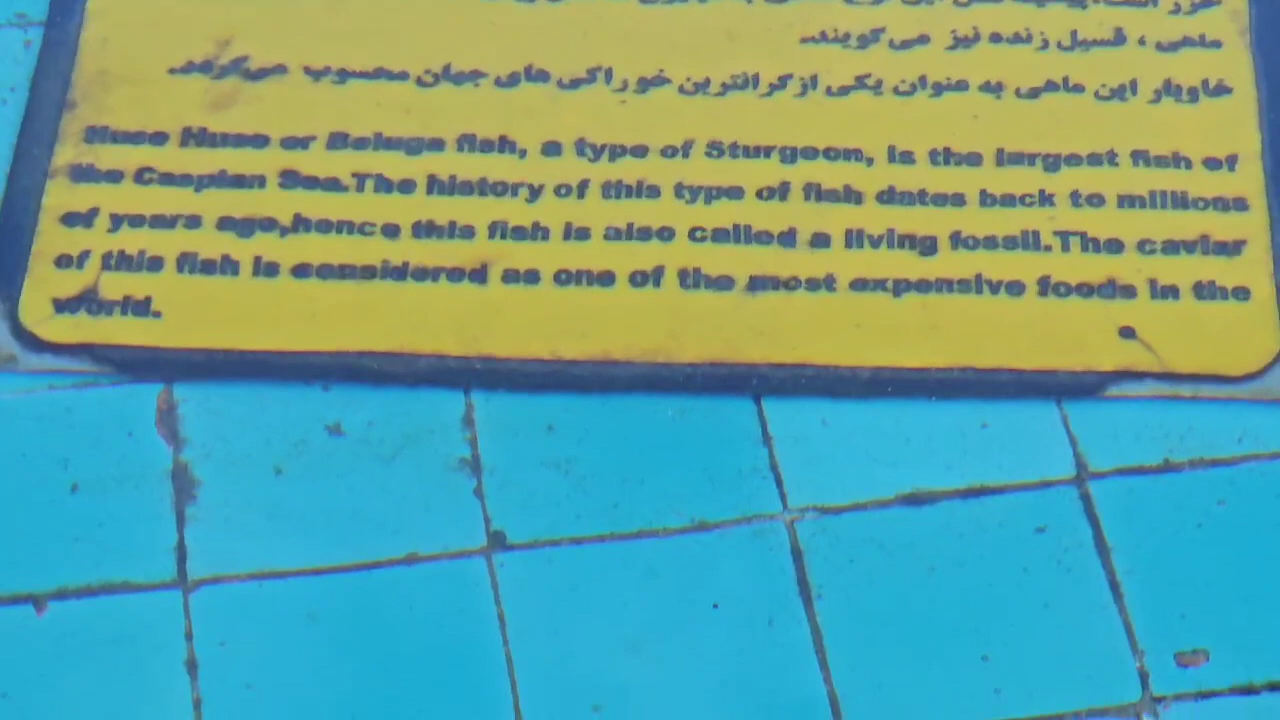 ماهی ، فسیل زنده نیز می‌گویند.
خاویار این ماهی به عنوان یکی ازگرانترین خوراکی های جهان محسوب می‌گردد.
Huso Huso or Beluga fish, a type of Sturgeon, is the largest fish of
the Caspian Sea.The history of this type of fish dates back to millions
of years ago,hence this fish is also called a living fossil.The caviar
of this fish is considered as one of the most expensive foods in the
world.